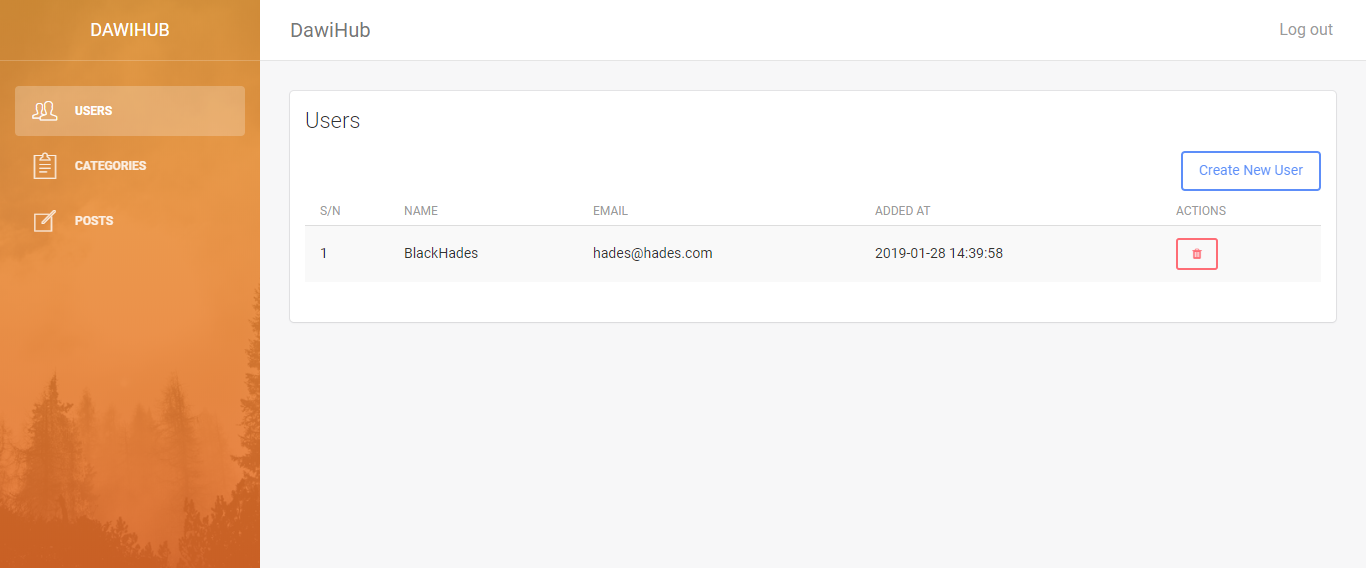 DAWIHUB
DawiHub
Log out
USERS
CATEGORIES
POSTS
Users
Create New User
S/N NAME EMAIL ADDED AT ACTIONS
1 BlackHades hades@hades.com 2019-01-28 14:39:58